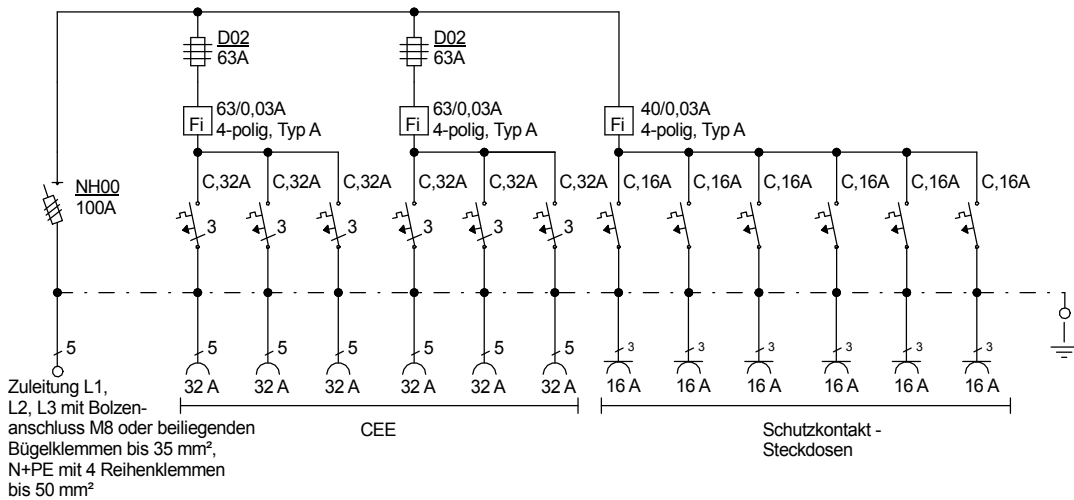 D02
63A
D02
63A
Fi
63/0,03A
4-polig, Typ A
Fi
63/0,03A
4-polig, Typ A
Fi
40/0,03A
4-polig, Typ A
NH00
100A
C,32A C,32A C,32A C,32A C,32A C,32A C,16A C,16A C,16A C,16A C,16A C,16A
3 3 3 3 3 3
5 5 5 5 5 5 5 3 3 3 3 3 3
32 A 32 A 32 A 32 A 32 A 32 A 16 A 16 A 16 A 16 A 16 A 16 A
Zuleitung L1,
L2, L3 mit Bolzen-
anschluss M8 oder beiliegenden
Bügelklemmen bis 35 mm²,
N+PE mit 4 Reihenklemmen
bis 50 mm²
CEE
Schutzkontakt -
Steckdosen